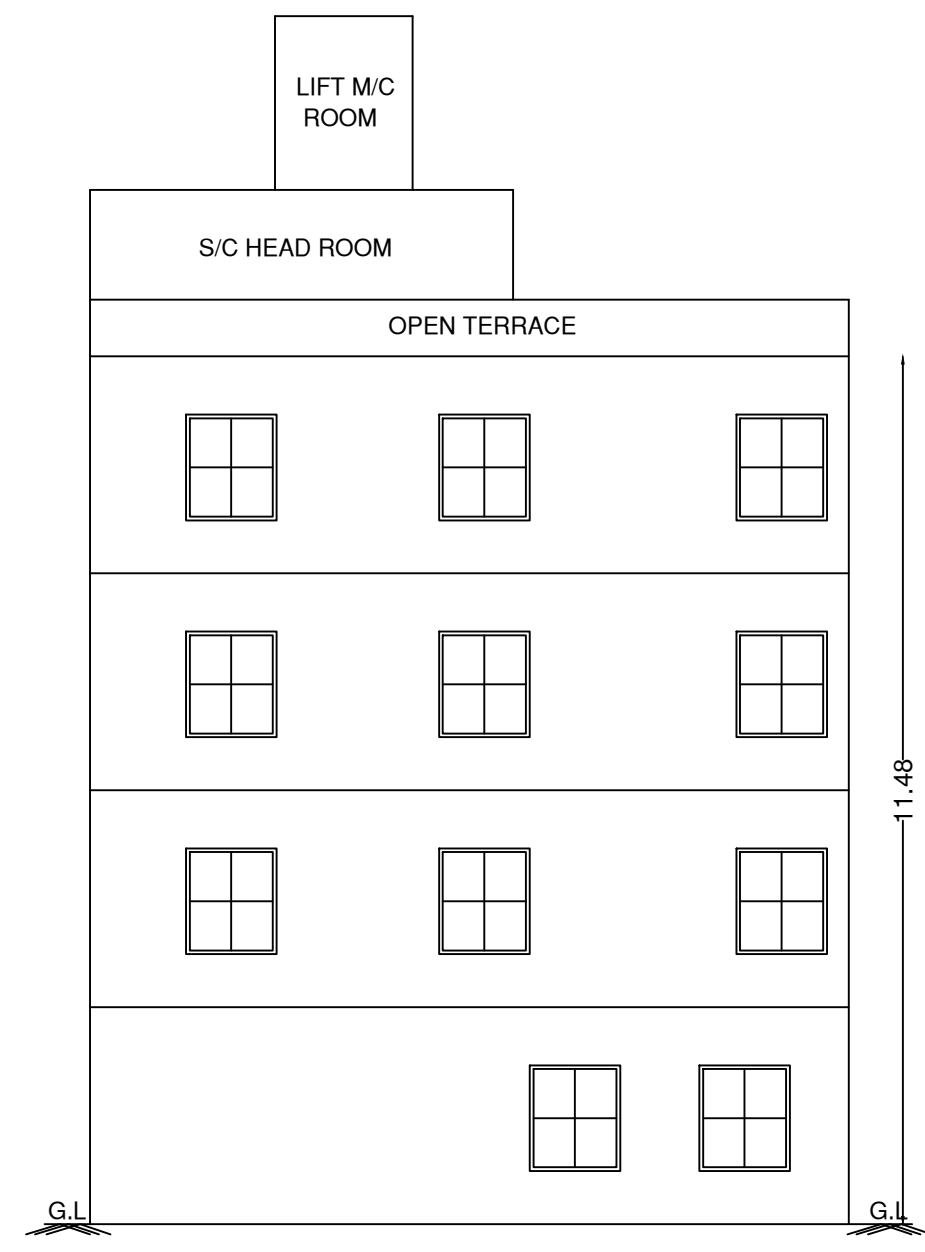 LIFT M/C
ROOM
S/C HEAD ROOM
OPEN TERRACE
11.48
G.L
G.L